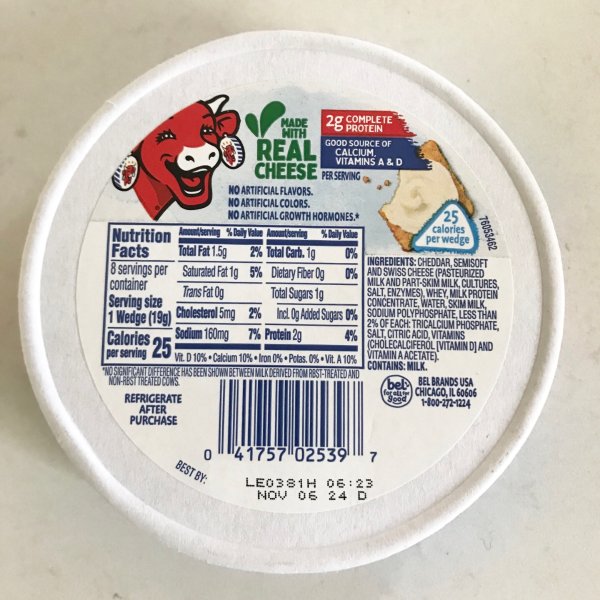 MADE
WITH
REAL
CHEESE
2g COMPLETE
PROTEIN
GOOD SOURCE OF
CALCIUM,
VITAMINS A & D
PER SERVING
NO ARTIFICIAL FLAVORS.
NO ARTIFICIAL COLORS.
NO ARTIFICIAL GROWTH HORMONES.*
25
calories
per wedge
76053462
Nutrition
Facts
8 servings per
container
Serving size
1 Wedge (19g)
Calories 25
per serving
Amount/serving % Daily Value Amount/serving % Daily Value
Total Fat 1.5g 2% Total Carb. 1g 0%
Saturated Fat 1g 5% Dietary Fiber 0g 0%
Trans Fat 0g Total Sugars 1g
Cholesterol 5mg 2% Incl. 0g Added Sugars 0%
Sodium 160mg 7% Protein 2g 4%
Vit. D 10% • Calcium 10% • Iron 0% • Potas. 0% • Vit. A 10%
*NO SIGNIFICANT DIFFERENCE HAS BEEN SHOWN BETWEEN MILK DERIVED FROM RBST-TREATED AND
NON-RBST TREATED COWS.
INGREDIENTS: CHEDDAR, SEMISOFT
AND SWISS CHEESE (PASTEURIZED
MILK AND PART-SKIM MILK, CULTURES,
SALT, ENZYMES), WHEY, MILK PROTEIN
CONCENTRATE, WATER, SKIM MILK,
SODIUM POLYPHOSPHATE, LESS THAN
2% OF EACH: TRICALCIUM PHOSPHATE,
SALT, CITRIC ACID, VITAMINS
(CHOLECALCIFEROL [VITAMIN D] AND
VITAMIN A ACETATE).
CONTAINS: MILK.
bel
for all for
good
BEL BRANDS USA
CHICAGO, IL 60606
1-800-272-1224
REFRIGERATE
AFTER
PURCHASE
0 41757 02539 7
BEST BY:
LE0381H 06:23
NOV 06 24 D